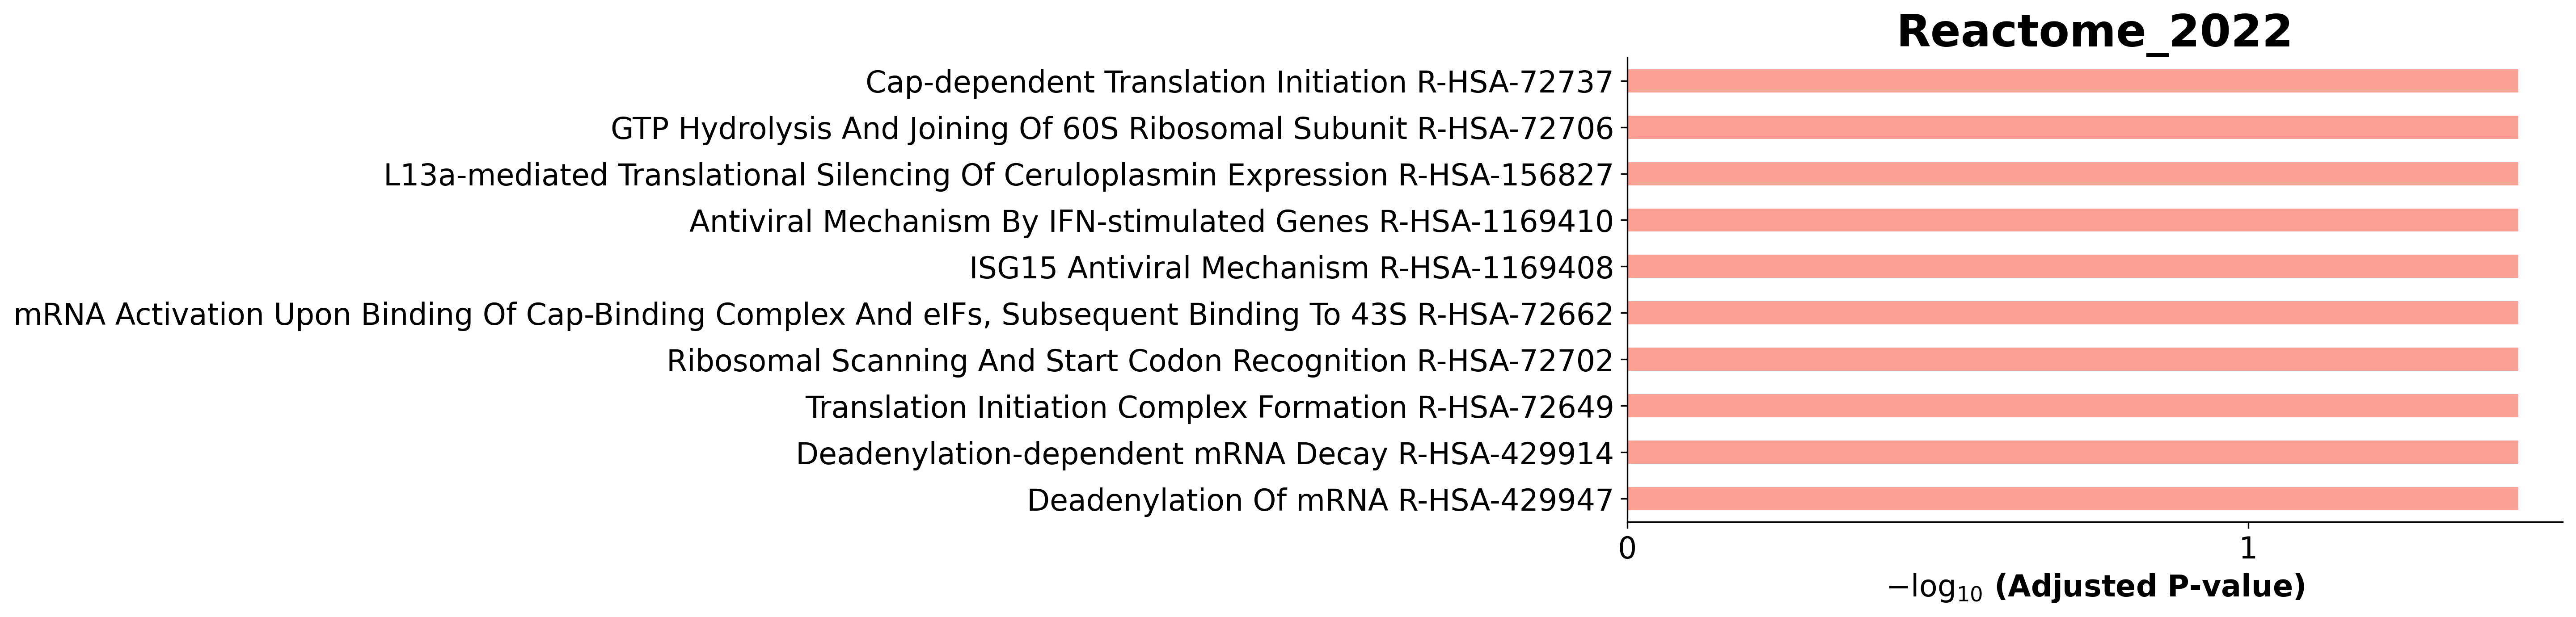 Reactome_2022
Cap-dependent Translation Initiation R-HSA-72737
GTP Hydrolysis And Joining Of 60S Ribosomal Subunit R-HSA-72706
L13a-mediated Translational Silencing Of Ceruloplasmin Expression R-HSA-156827
Antiviral Mechanism By IFN-stimulated Genes R-HSA-1169410
ISG15 Antiviral Mechanism R-HSA-1169408
mRNA Activation Upon Binding Of Cap-Binding Complex And eIFs, Subsequent Binding To 43S R-HSA-72662
Ribosomal Scanning And Start Codon Recognition R-HSA-72702
Translation Initiation Complex Formation R-HSA-72649
Deadenylation-dependent mRNA Decay R-HSA-429914
Deadenylation Of mRNA R-HSA-429947
0 1
−log₁₀ (Adjusted P-value)